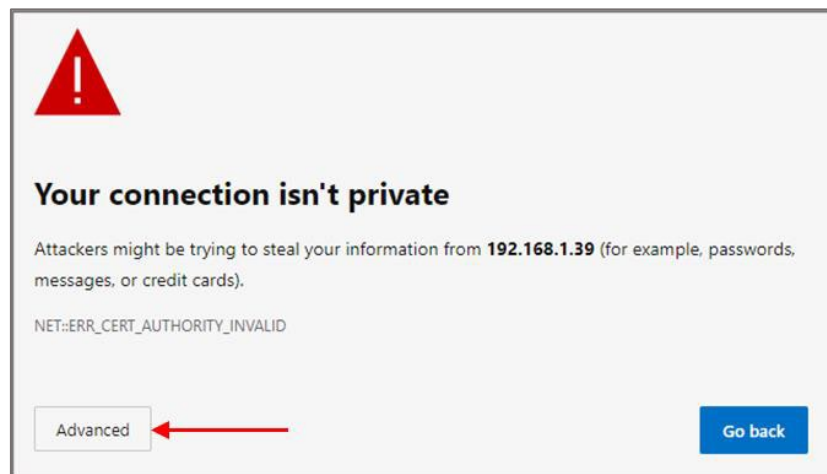 Your connection isn't private
Attackers might be trying to steal your information from 192.168.1.39 (for example, passwords,
messages, or credit cards).
NET::ERR_CERT_AUTHORITY_INVALID
Advanced
Go back